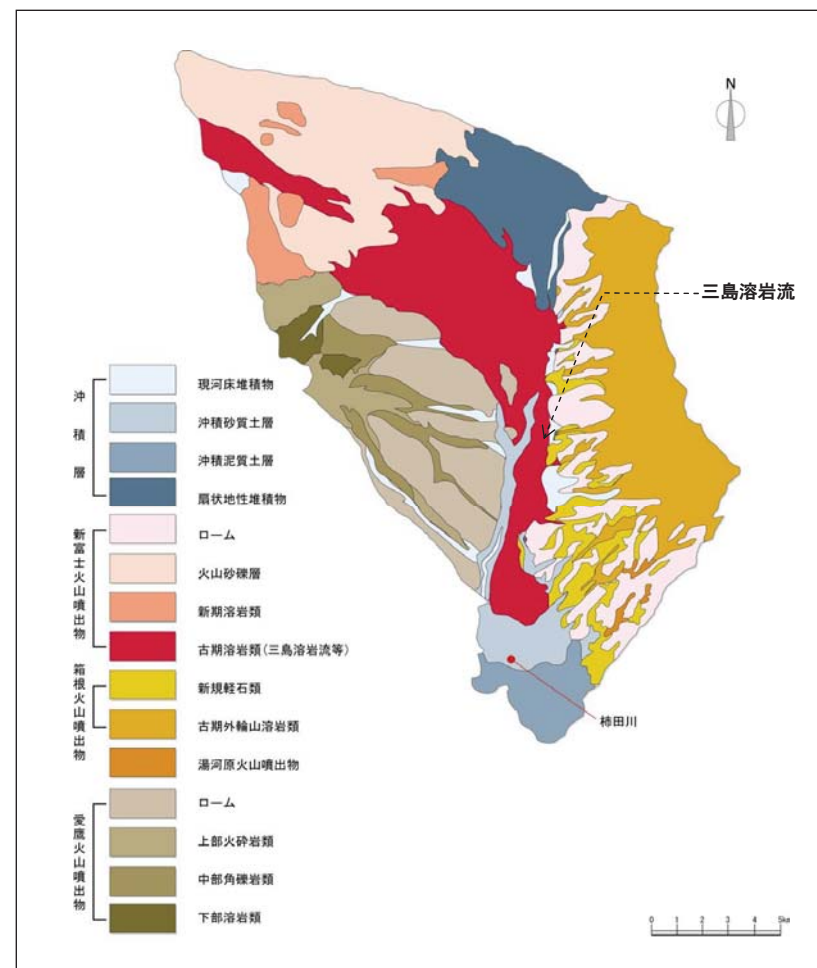 N
三島溶岩流
沖積層
現河床堆積物
沖積砂質土層
沖積泥質土層
扇状地性堆積物
新富士火山噴出物
ローム
火山砂礫層
新期溶岩類
古期溶岩類(三島溶岩流等)
箱根火山噴出物
新規軽石類
古期外輪山溶岩類
湯河原火山噴出物
愛鷹火山噴出物
ローム
上部火砕岩類
中部角礫岩類
下部溶岩類
柿田川
0 1 2 3 4 5km